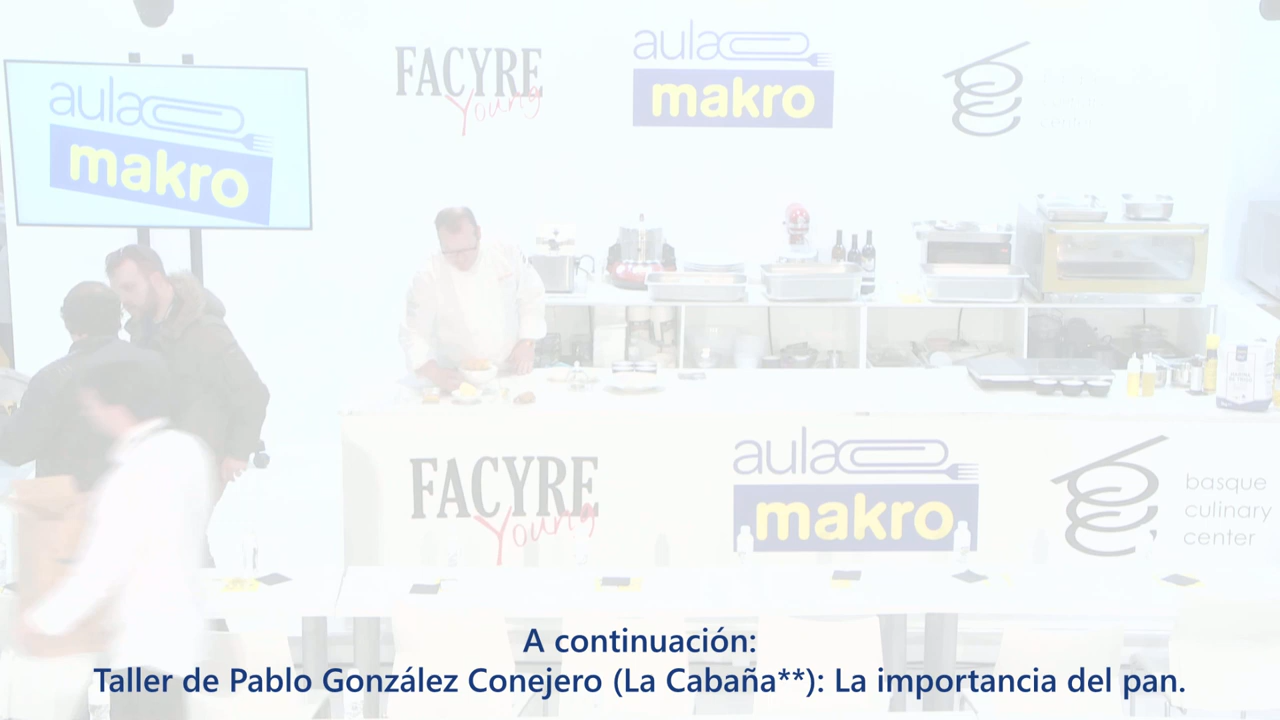 aula
makro
FACYRE
Young
aula
makro
FACYRE
Young
aula
makro
basque
culinary
center
A continuación:
Taller de Pablo González Conejero (La Cabaña**): La importancia del pan.